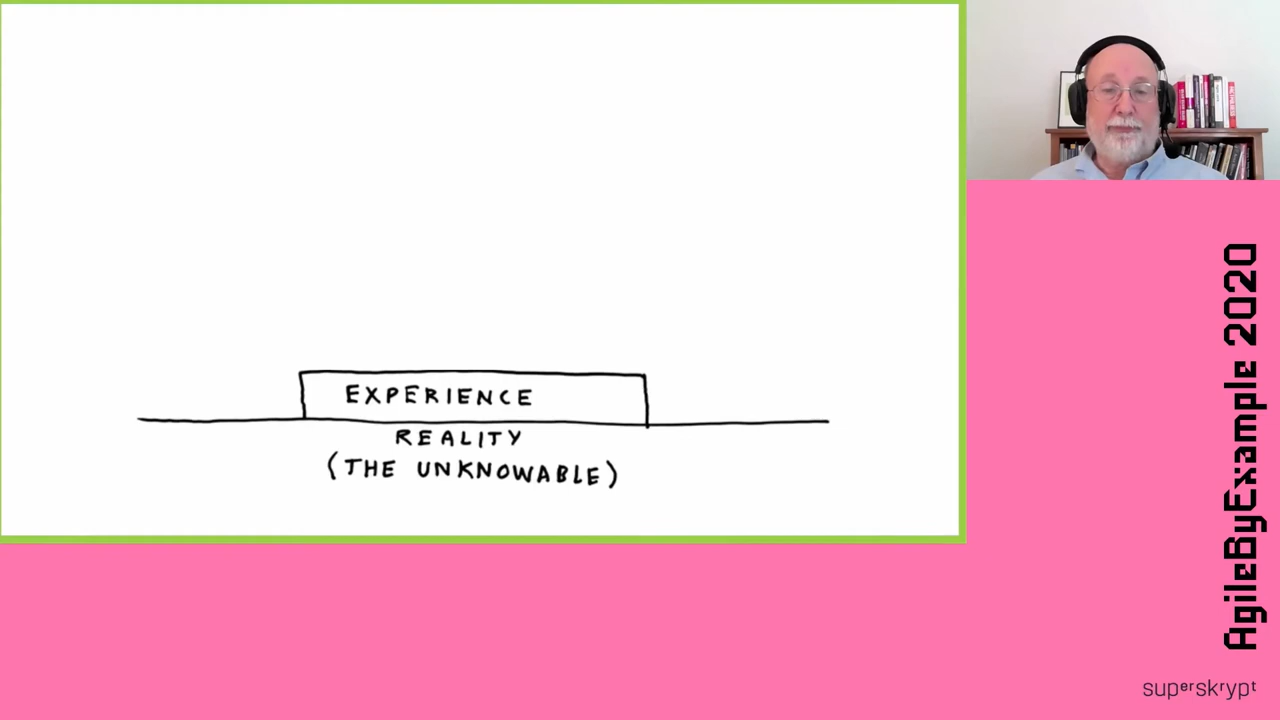 EXPERIENCE
REALITY
(THE UNKNOWABLE)
AgileByExample 2020
superskrypt